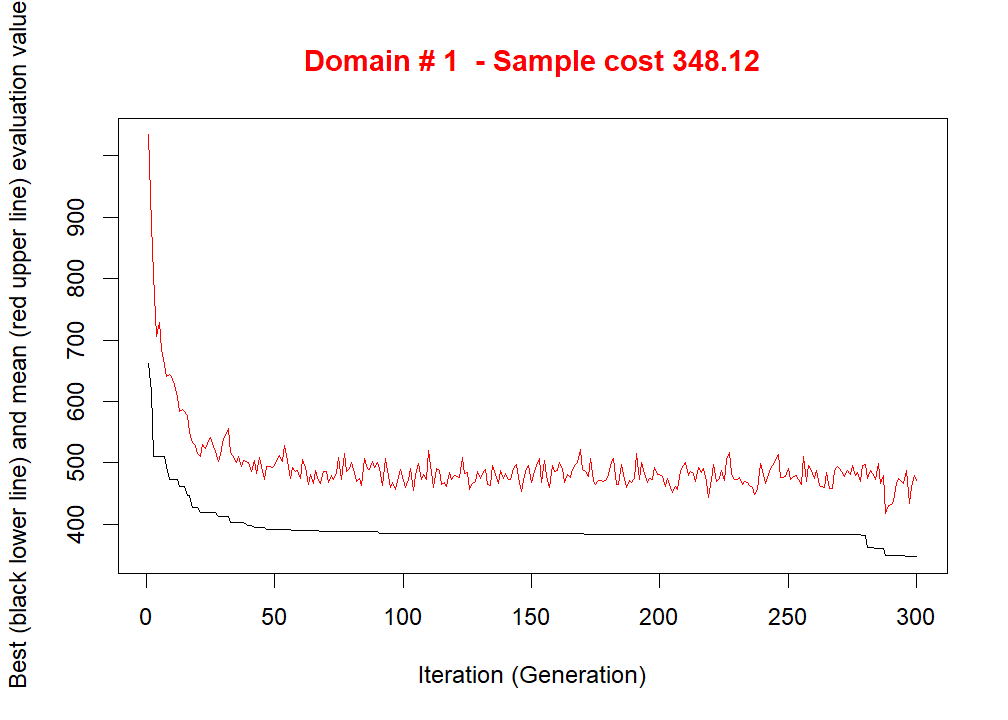 Domain # 1  - Sample cost 348.12
Best (black lower line) and mean (red upper line) evaluation value
900
800
700
600
500
400
0 50 100 150 200 250 300
Iteration (Generation)